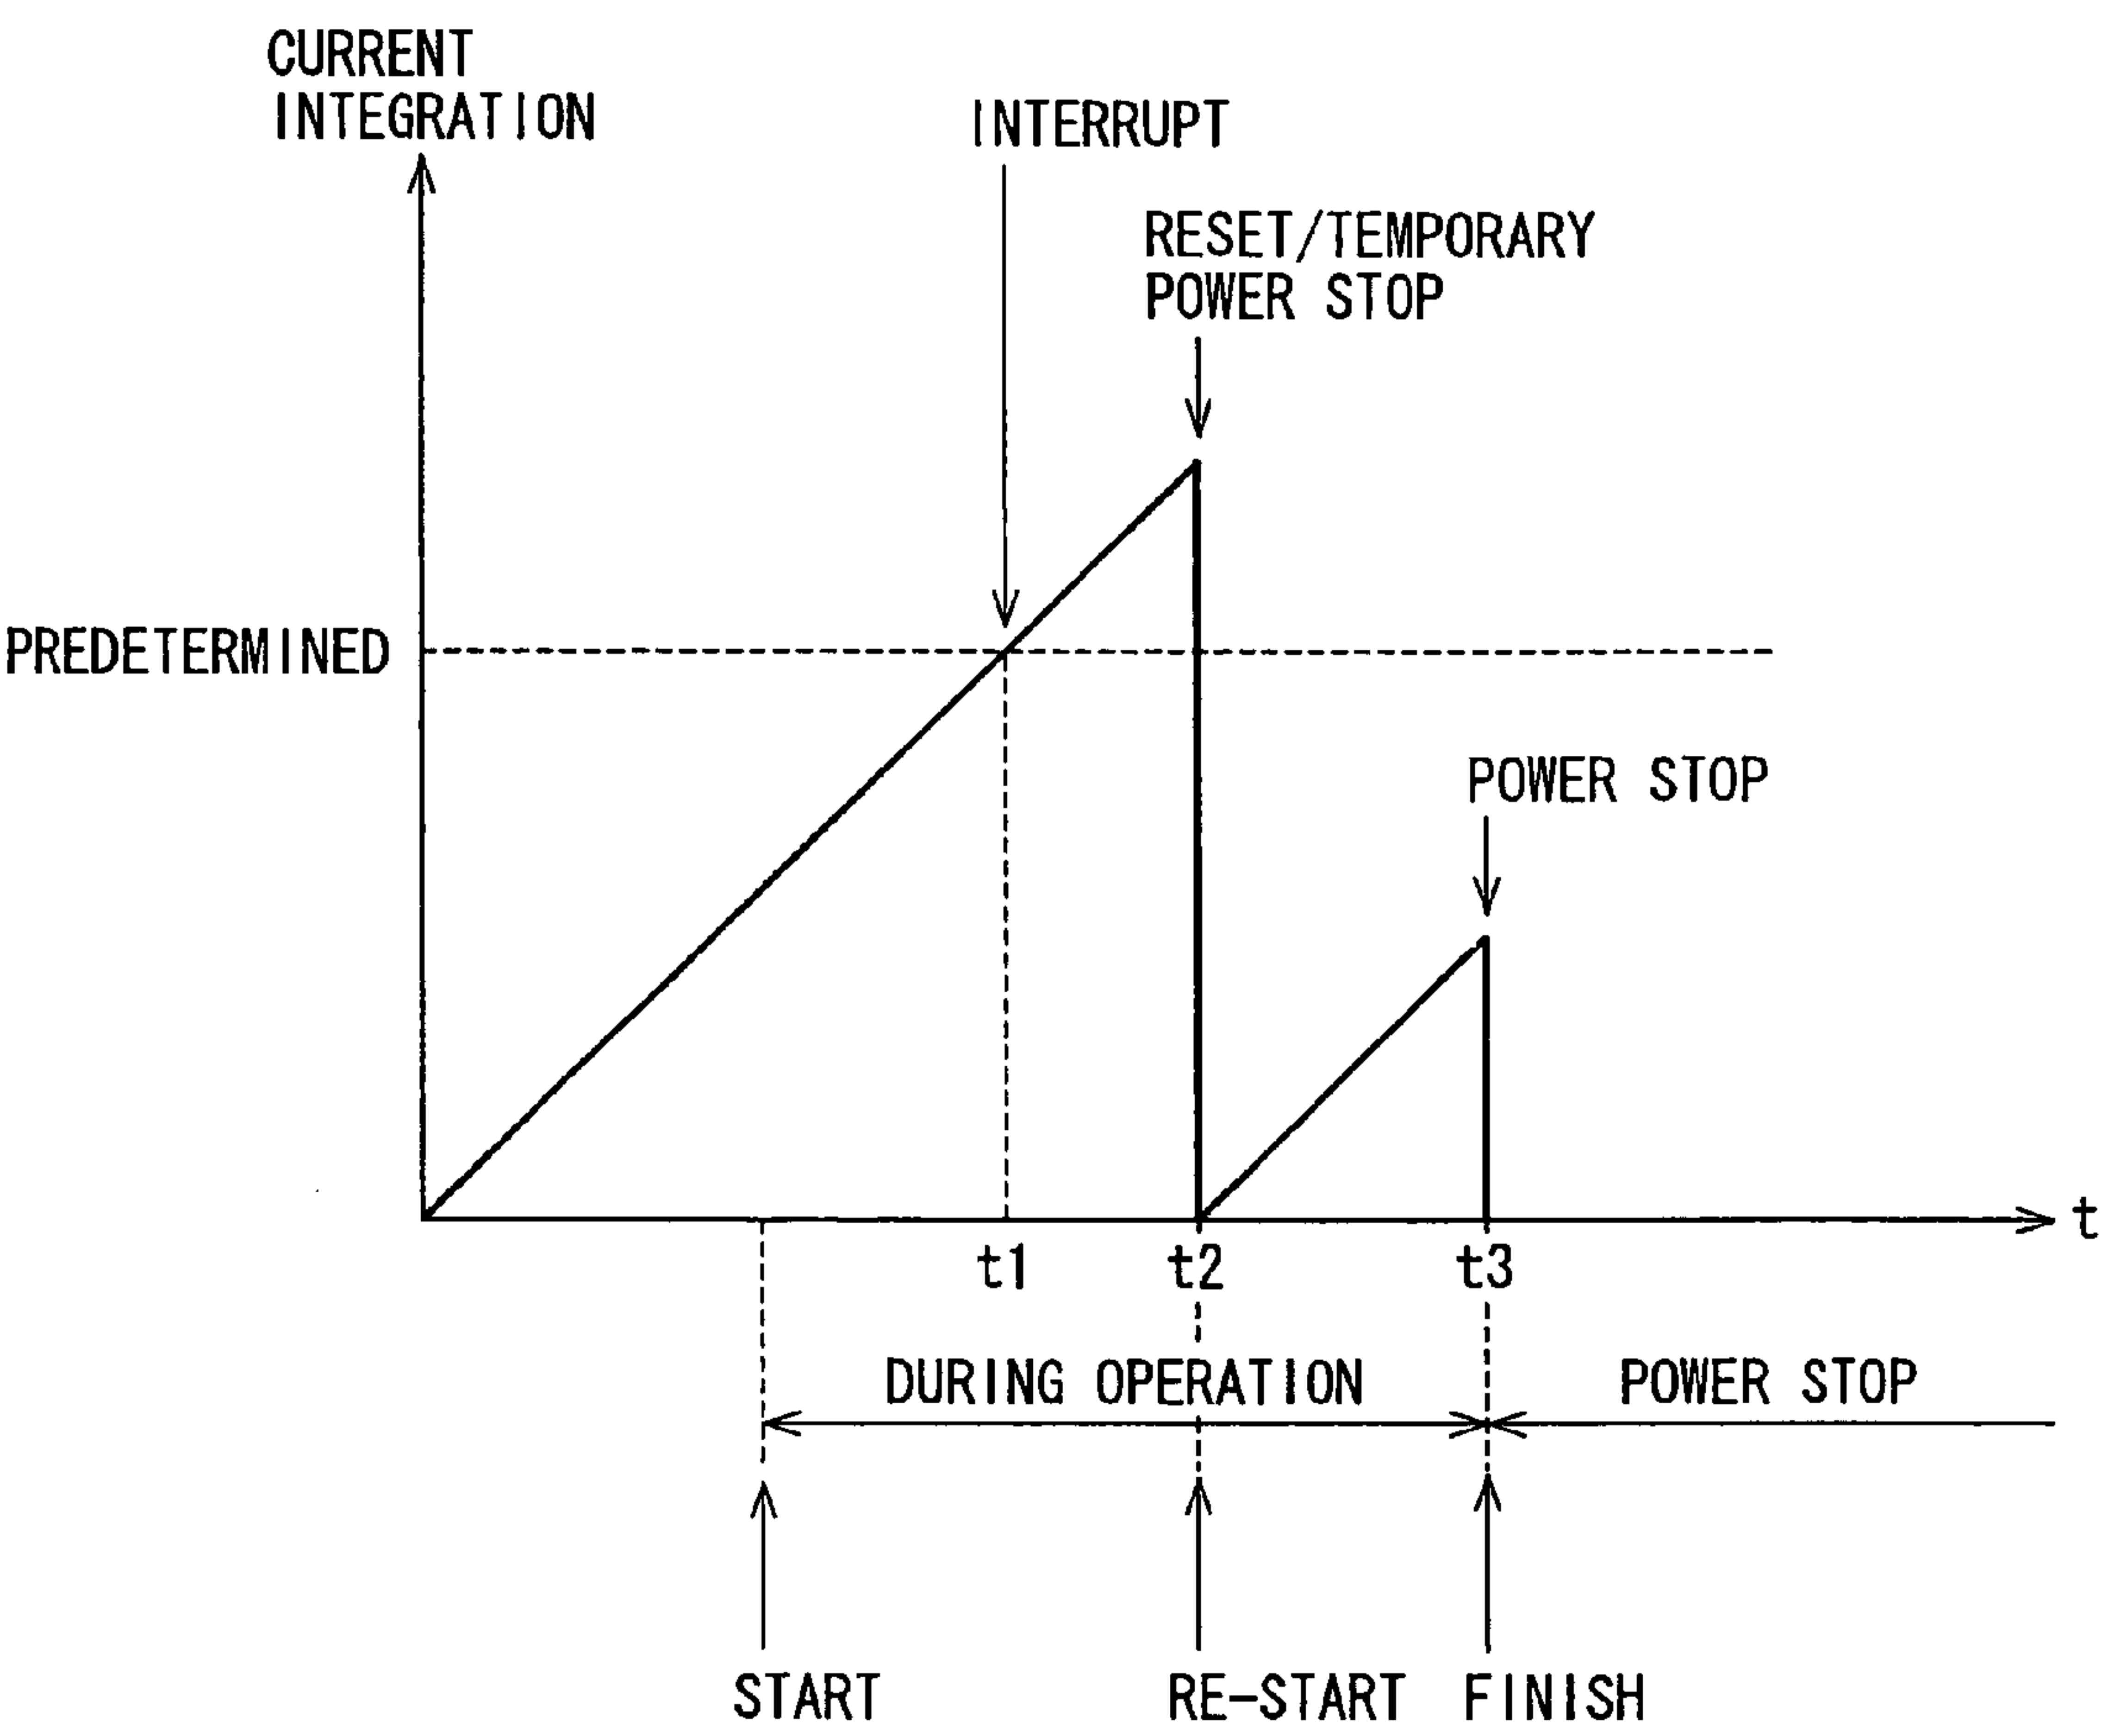 CURRENT
INTEGRATION
INTERRUPT
RESET/TEMPORARY
POWER STOP
PREDETERMINED
POWER STOP
t
t1 t2 t3
DURING OPERATION POWER STOP
START RE-START FINISH